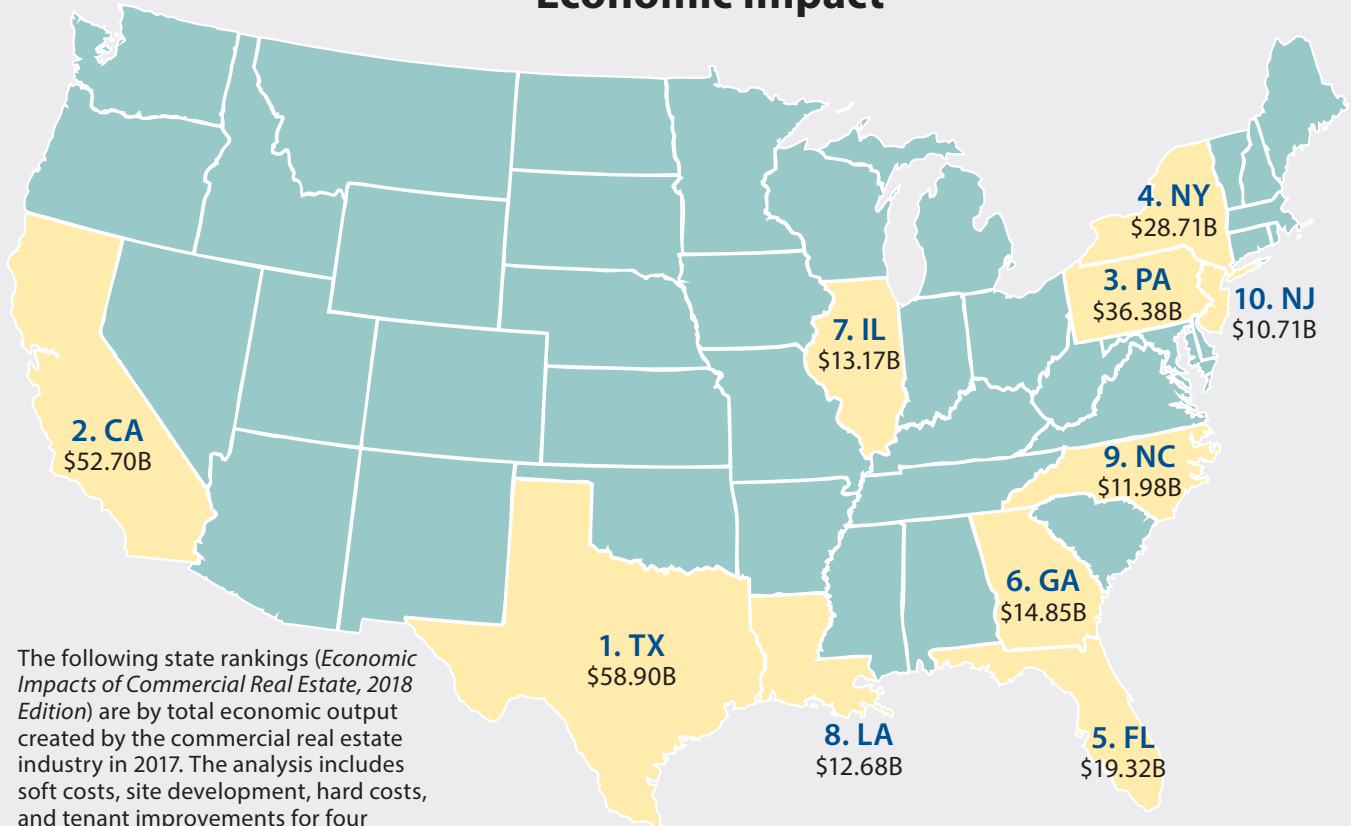 Economic Impact
4. NY
$28.71B
3. PA
$36.38B
10. NJ
$10.71B
7. IL
$13.17B
2. CA
$52.70B
9. NC
$11.98B
6. GA
$14.85B
1. TX
$58.90B
8. LA
$12.68B
5. FL
$19.32B
The following state rankings (Economic
Impacts of Commercial Real Estate, 2018
Edition) are by total economic output
created by the commercial real estate
industry in 2017. The analysis includes
soft costs, site development, hard costs,
and tenant improvements for four